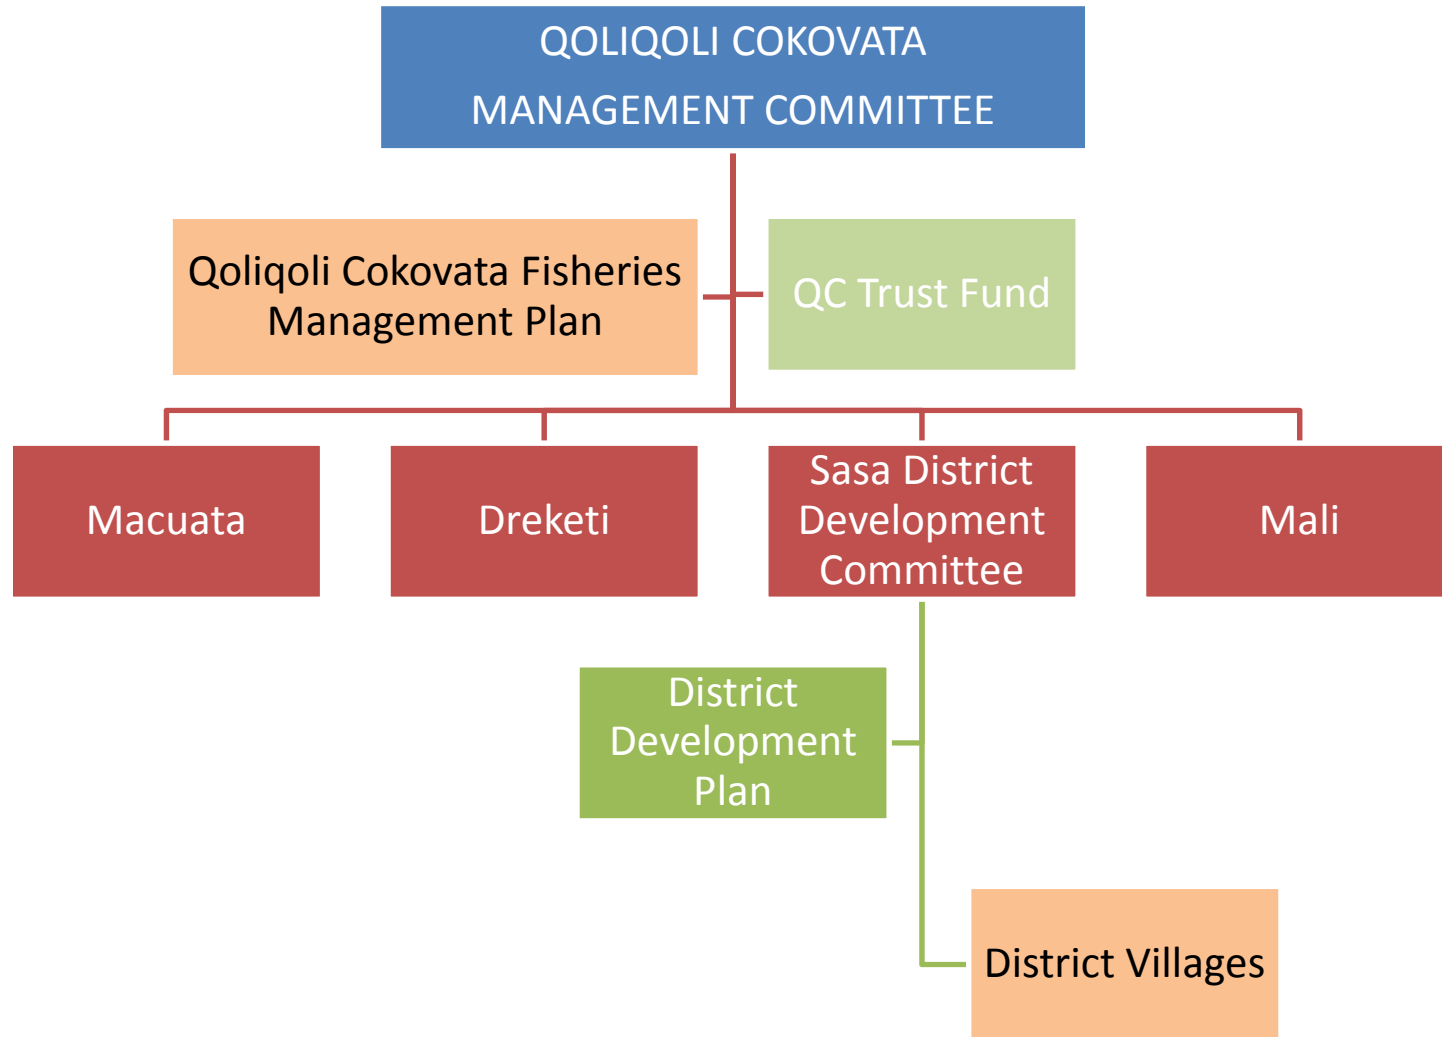 QOLIQOLI COKOVATA
MANAGEMENT COMMITTEE
Qoliqoli Cokovata Fisheries
Management Plan
QC Trust Fund
Macuata
Dreketi
Sasa District
Development
Committee
Mali
District
Development
Plan
District Villages